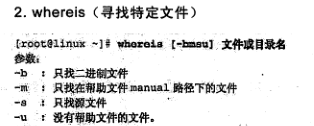 2. whereis（寻找特定文件）
[root@linux ~]# whereis [-bmsu] 文件或目录名
参数：
-b ：只找二进制文件
-m ：只找在帮助文件manual 路径下的文件
-s ：只找源文件
-u ：没有帮助文件的文件。